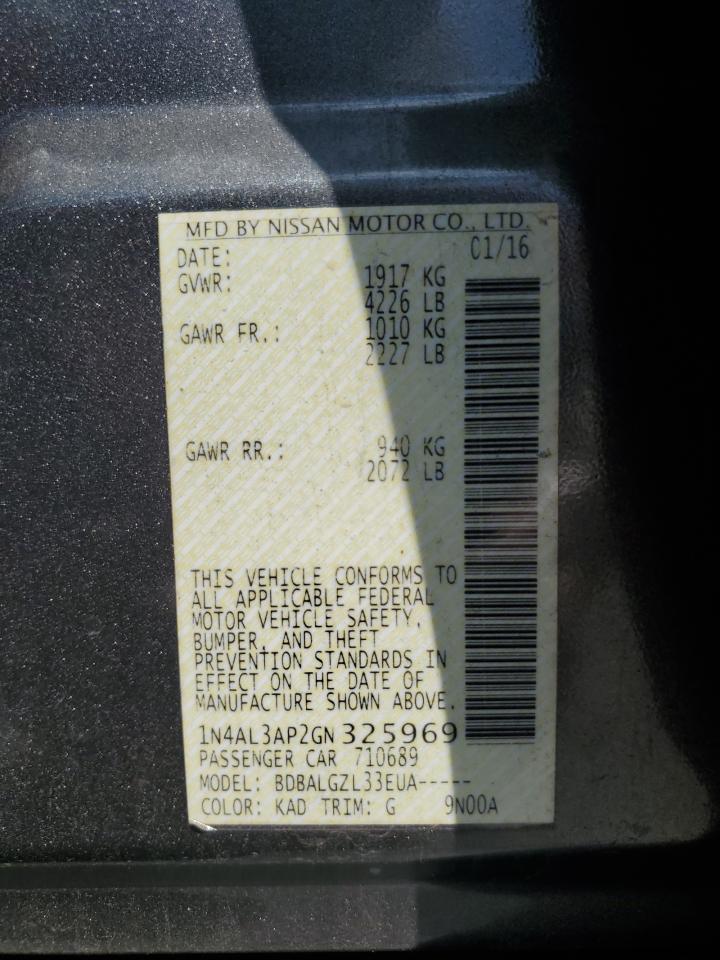 MFD BY NISSAN MOTOR CO., LTD.
DATE: 01/16
GVWR: 1917 KG
4226 LB
GAWR FR.: 1010 KG
2227 LB
GAWR RR.: 940 KG
2072 LB
THIS VEHICLE CONFORMS TO
ALL APPLICABLE FEDERAL
MOTOR VEHICLE SAFETY,
BUMPER, AND THEFT
PREVENTION STANDARDS IN
EFFECT ON THE DATE OF
MANUFACTURE SHOWN ABOVE.
1N4AL3AP2GN 325969
PASSENGER CAR 710689
MODEL: BDBALGZL33EUA-----
COLOR: KAD TRIM: G 9N00A